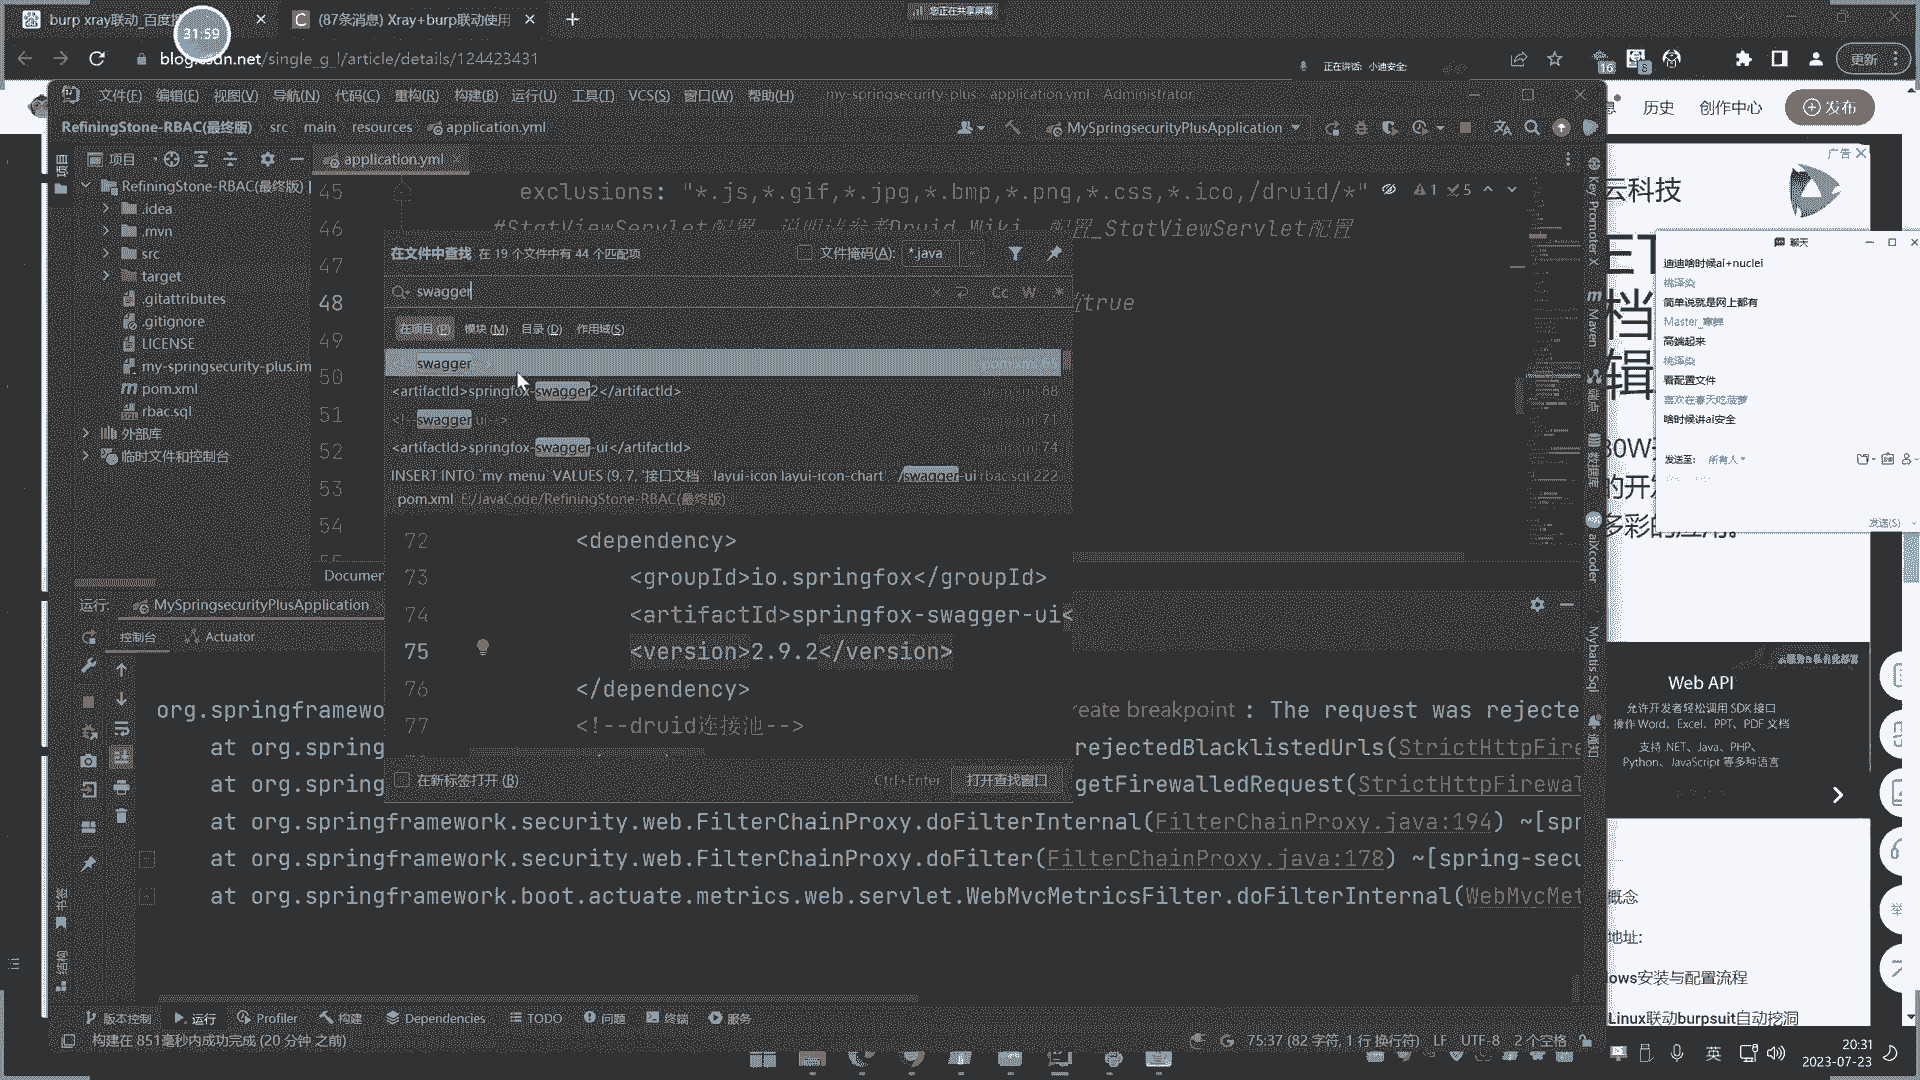 burp xray联动_百度
(87条消息) Xray+burp联动使用
31:59
您正在共享屏幕
blog.csdn.net/single_g_l/article/details/124423431
正在讲话: 小迪安全;
16
8
更新
文件(F) 编辑(E) 视图(V) 导航(N) 代码(C) 重构(R) 构建(B) 运行(U) 工具(T) VCS(S) 窗口(W) 帮助(H)
my-springsecurity-plus - application.yml - Administrator
历史 创作中心 发布
RefiningStone-RBAC(最终版) src main resources application.yml
MySpringsecurityPlusApplication
项目
application.yml
广告
云科技
RefiningStone-RBAC(最终版)
.idea
.mvn
src
target
.gitattributes
.gitignore
LICENSE
my-springsecurity-plus.im
pom.xml
rbac.sql
外部库
临时文件和控制台
45 exclusions: "*.js,*.gif,*.jpg,*.bmp,*.png,*.css,*.ico,/druid/*"
1 5
46 #StatViewServlet配置，说明请参考Druid Wiki，配置_StatViewServlet配置
47
48
49
50
51
52
53
54
在文件中查找 在 19 个文件中有 44 个匹配项
文件掩码(A): *.java
swagger
Cc W .*
在项目 (P) 模块 (M) 目录 (D) 作用域(S)
swagger
<artifactId>springfox-swagger2</artifactId>
68
<!--swagger-ui-->
71
<artifactId>springfox-swagger-ui</artifactId>
74
INSERT INTO `my_menu` VALUES (9, 7, '接口文档', 'layui-icon layui-icon-chart', '/swagger-ui
rbac.sql 222
pom.xml E:/JavaCode/RefiningStone-RBAC(最终版)
72 <dependency>
73 <groupId>io.springfox</groupId>
74 <artifactId>springfox-swagger-ui<
75 <version>2.9.2</version>
76 </dependency>
77 <!--druid连接池-->
在新标签打开 (B)
Ctrl+Enter
打开查找窗口
Key Promoter X
Maven
数据库
aiXcoder
Mybatis Sql
通知
聊天
迪迪啥时候ai+nuclei
桃泽染
简单说就是网上都有
高端起来
桃泽染
看配置文件
喜欢在春天吃菠萝
啥时候讲ai安全
发送至: 所有人
发送(S)
Documen
运行: MySpringsecurityPlusApplication
控制台 Actuator
org.springframewo
reate breakpoint : The request was rejecte
at org.spring
rejectedBlacklistedUrls(StrictHttpFire
at org.spring
getFirewalledRequest(StrictHttpFirewal
at org.springframework.security.web.FilterChainProxy.doFilterInternal(FilterChainProxy.java:194) ~[spr
at org.springframework.security.web.FilterChainProxy.doFilter(FilterChainProxy.java:178) ~[spring-secu
at org.springframework.boot.actuate.metrics.web.servlet.WebMvcMetricsFilter.doFilterInternal(WebMvcMet
书签
结构
Web API
允许开发者轻松调用 SDK 接口
操作 Word、Excel、PPT、PDF 文档
支持 .NET、Java、PHP、
Python、JavaScript 等多种语言
概念
地址:
ows安装与配置流程
Linux联动burpsuit自动挖洞
版本控制 运行 Profiler 构建 Dependencies TODO 问题 终端 服务
构建在 851毫秒内成功完成 (20 分钟 之前)
75:37 (82 字符, 1 行 换行符) LF UTF-8 2 个空格
英
20:31
2023-07-23